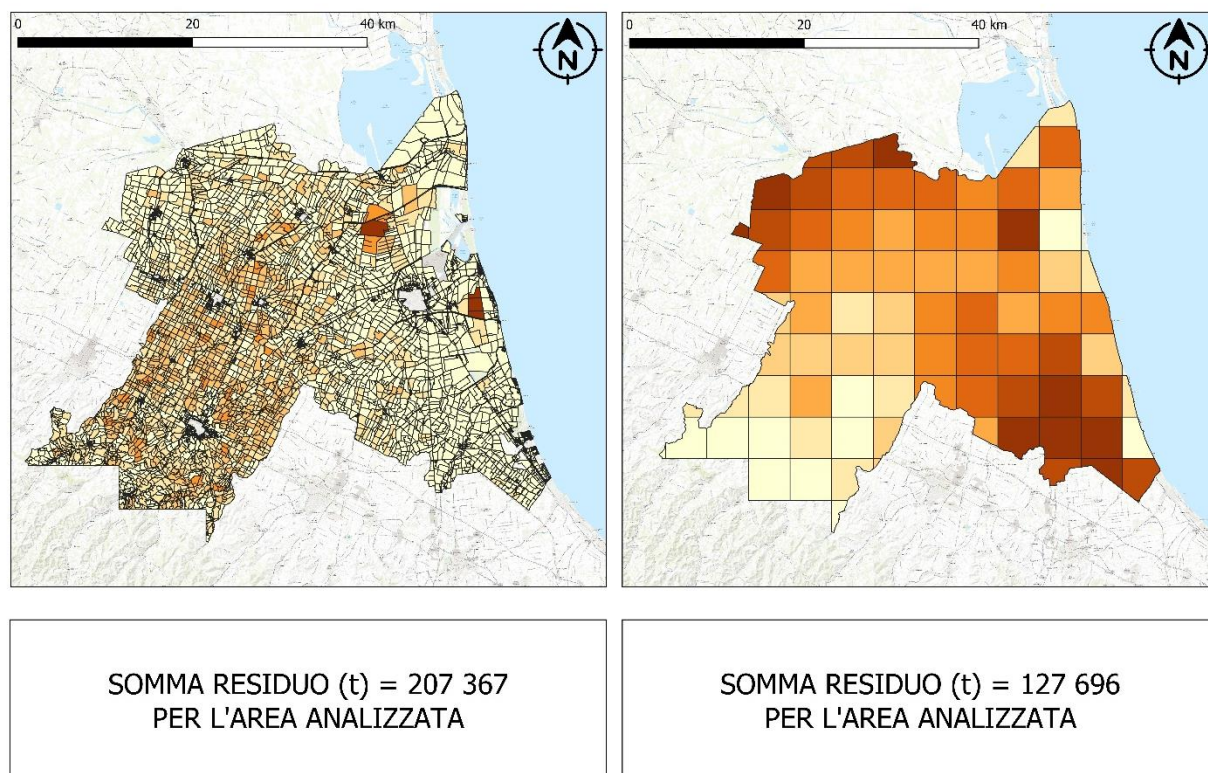 0 20 40 km
N
0 20 40 km
N
SOMMA RESIDUO (t) = 207 367
PER L'AREA ANALIZZATA
SOMMA RESIDUO (t) = 127 696
PER L'AREA ANALIZZATA